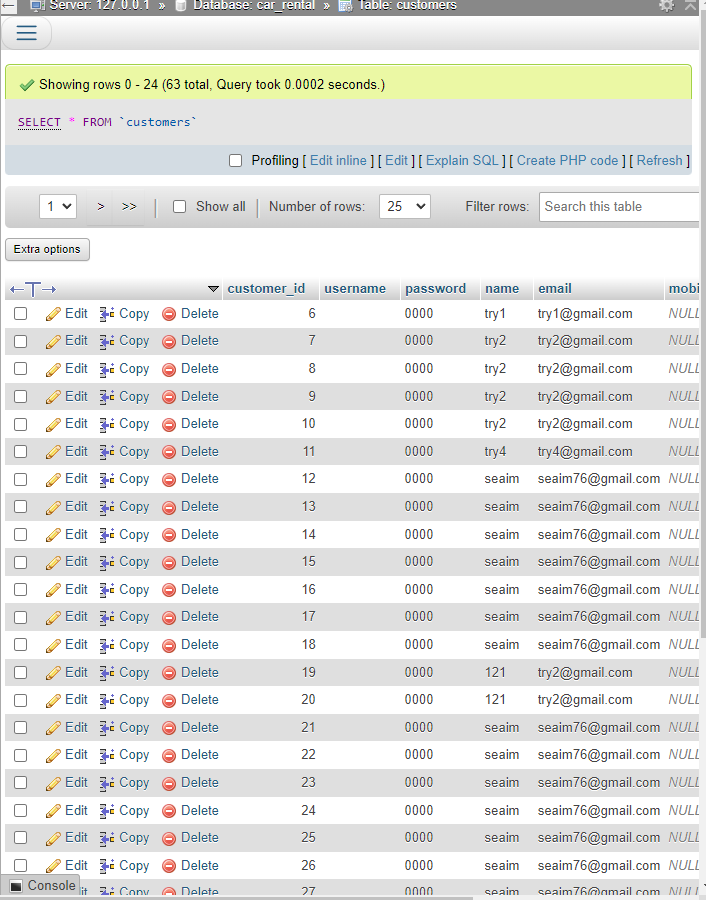 Server: 127.0.0.1 » Database: car_rental » Table: customers
Showing rows 0 - 24 (63 total, Query took 0.0002 seconds.)
SELECT * FROM `customers`
Profiling [ Edit inline ] [ Edit ] [ Explain SQL ] [ Create PHP code ] [ Refresh ]
1 > >> | Show all | Number of rows: 25 Filter rows: Search this table
Extra options
←T→ customer_id username password name email mobi
Edit Copy Delete 6 0000 try1 try1@gmail.com NULL
Edit Copy Delete 7 0000 try2 try2@gmail.com NULL
Edit Copy Delete 8 0000 try2 try2@gmail.com NULL
Edit Copy Delete 9 0000 try2 try2@gmail.com NULL
Edit Copy Delete 10 0000 try2 try2@gmail.com NULL
Edit Copy Delete 11 0000 try4 try4@gmail.com NULL
Edit Copy Delete 12 0000 seaim seaim76@gmail.com NULL
Edit Copy Delete 13 0000 seaim seaim76@gmail.com NULL
Edit Copy Delete 14 0000 seaim seaim76@gmail.com NULL
Edit Copy Delete 15 0000 seaim seaim76@gmail.com NULL
Edit Copy Delete 16 0000 seaim seaim76@gmail.com NULL
Edit Copy Delete 17 0000 seaim seaim76@gmail.com NULL
Edit Copy Delete 18 0000 seaim seaim76@gmail.com NULL
Edit Copy Delete 19 0000 121 try2@gmail.com NULL
Edit Copy Delete 20 0000 121 try2@gmail.com NULL
Edit Copy Delete 21 0000 seaim seaim76@gmail.com NULL
Edit Copy Delete 22 0000 seaim seaim76@gmail.com NULL
Edit Copy Delete 23 0000 seaim seaim76@gmail.com NULL
Edit Copy Delete 24 0000 seaim seaim76@gmail.com NULL
Edit Copy Delete 25 0000 seaim seaim76@gmail.com NULL
Edit Copy Delete 26 0000 seaim seaim76@gmail.com NULL
Console Copy Delete 27 0000 seaim seaim76@gmail.com NULL